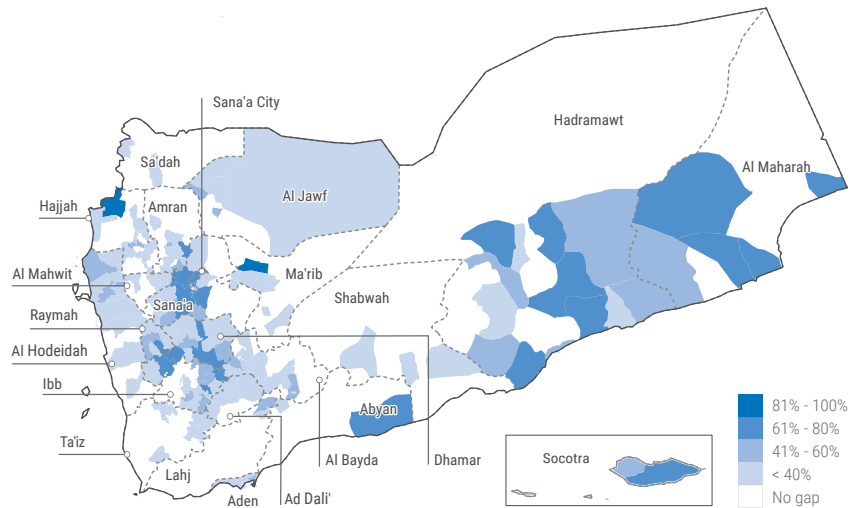 Sana'a City
Hadramawt
Sa'dah
Al Maharah
Al Jawf
Hajjah
Amran
Al Mahwit
Ma'rib
Shabwah
Sana'a
Raymah
Al Hodeidah
Ibb
Abyan
Ta'iz
Lahj
Aden
Ad Dali'
Al Bayda
Dhamar
Socotra
81% - 100%
61% - 80%
41% - 60%
< 40%
No gap